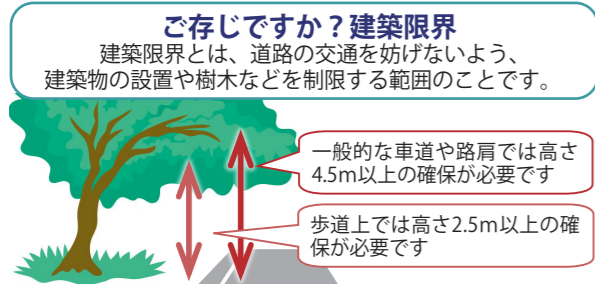 ご存じですか？建築限界
建築限界とは、道路の交通を妨げないよう、
建築物の設置や樹木などを制限する範囲のことです。
一般的な車道や路肩では高さ
4.5m以上の確保が必要です
歩道上では高さ2.5m以上の確
保が必要です